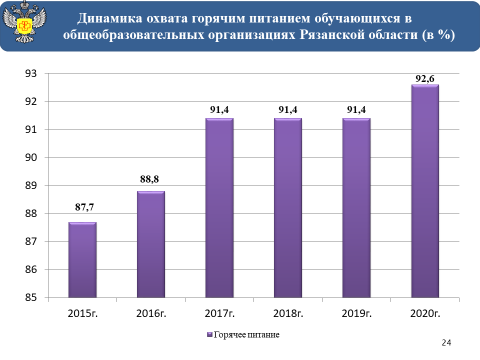 Динамика охвата горячим питанием обучающихся в
общеобразовательных организациях Рязанской области (в %)
93
92
91
90
89
88
87
86
85
87,7
88,8
91,4
91,4
91,4
92,6
2015г.
2016г.
2017г.
2018г.
2019г.
2020г.
Горячее питание
24